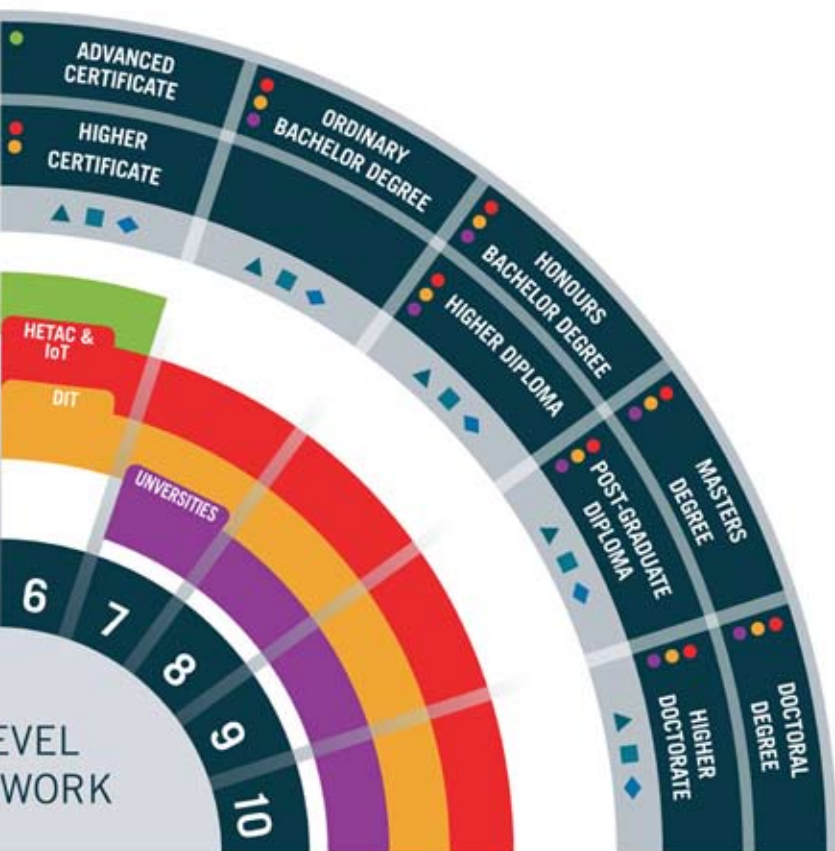 ADVANCED
CERTIFICATE
HIGHER
CERTIFICATE
ORDINARY
BACHELOR DEGREE
HONOURS
BACHELOR DEGREE
HIGHER DIPLOMA
MASTERS
DEGREE
POST-GRADUATE
DIPLOMA
DOCTORAL
DEGREE
HIGHER
DOCTORATE
HETAC &
IoT
DIT
UNVERSITIES
6
7
8
9
10
EVEL
WORK